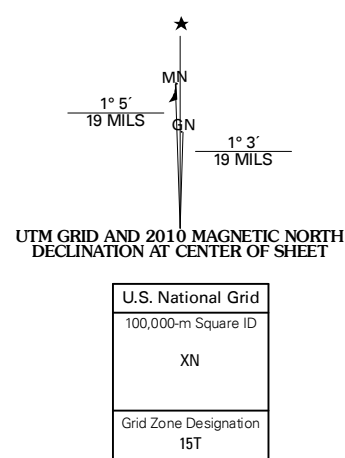 MN
1° 5´
19 MILS
GN
1° 3´
19 MILS
UTM GRID AND 2010 MAGNETIC NORTH
DECLINATION AT CENTER OF SHEET
U.S. National Grid
100,000-m Square ID
XN
Grid Zone Designation
15T